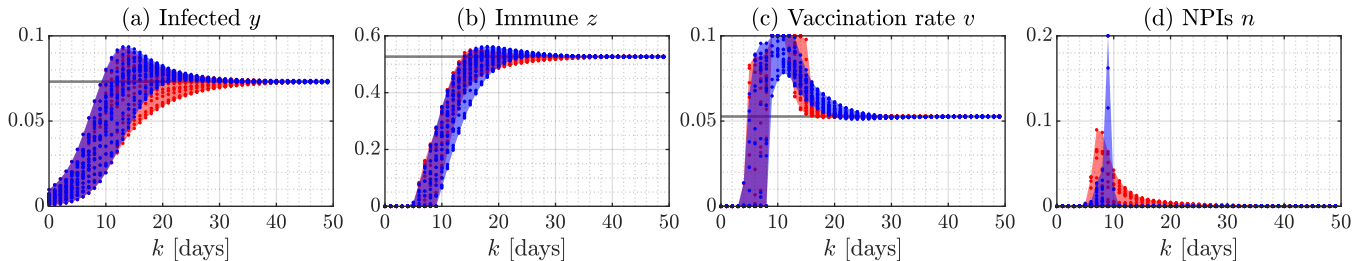 (a) Infected y
0.1
0.05
0
0 10 20 30 40 50
k [days]
(b) Immune z
0.6
0.4
0.2
0
0 10 20 30 40 50
k [days]
(c) Vaccination rate v
0.1
0.05
0
0 10 20 30 40 50
k [days]
(d) NPIs n
0.2
0.1
0
0 10 20 30 40 50
k [days]